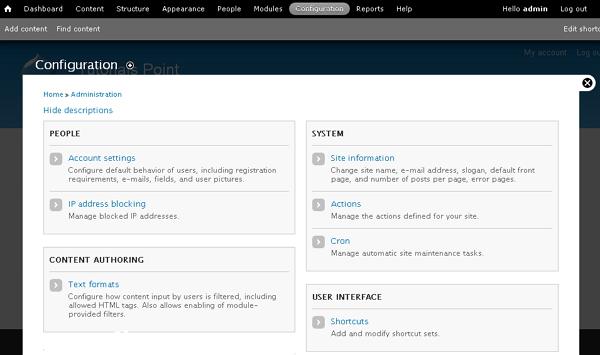 Dashboard Content Structure Appearance People Modules Configuration Reports Help Hello admin Log out
Add content Find content Edit shortc
My account Log ou
Configuration
Tutorials Point
Home » Administration
Hide descriptions
PEOPLE
Account settings
Configure default behavior of users, including registration
requirements, e-mails, fields, and user pictures.
IP address blocking
Manage blocked IP addresses.
CONTENT AUTHORING
Text formats
Configure how content input by users is filtered, including
allowed HTML tags. Also allows enabling of module-
provided filters.
SYSTEM
Site information
Change site name, e-mail address, slogan, default front
page, and number of posts per page, error pages.
Actions
Manage the actions defined for your site.
Cron
Manage automatic site maintenance tasks.
USER INTERFACE
Shortcuts
Add and modify shortcut sets.